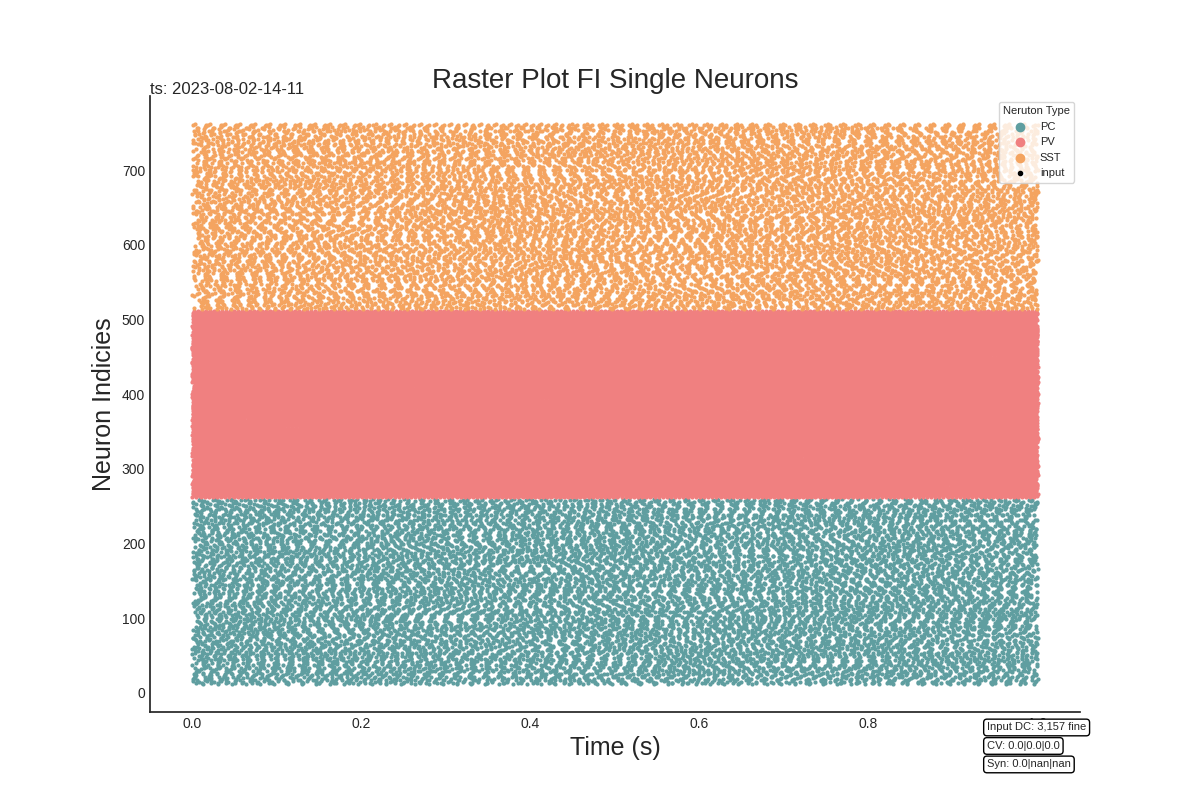 Raster Plot FI Single Neurons
ts: 2023-08-02-14-11
Neruton Type
PC
PV
SST
input
Neuron Indicies
700
600
500
400
300
200
100
0
0.0
0.2
0.4
0.6
0.8
Time (s)
Input DC: 3,157 fine
CV: 0.0|0.0|0.0
Syn: 0.0|nan|nan